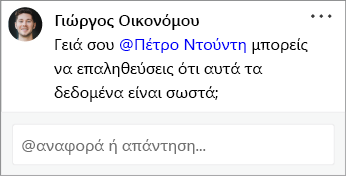 Γιώργος Οικονόμου
Γειά σου @Πέτρο Ντούντη μπορείς
να επαληθεύσεις ότι αυτά τα
δεδομένα είναι σωστά;
@αναφορά ή απάντηση...